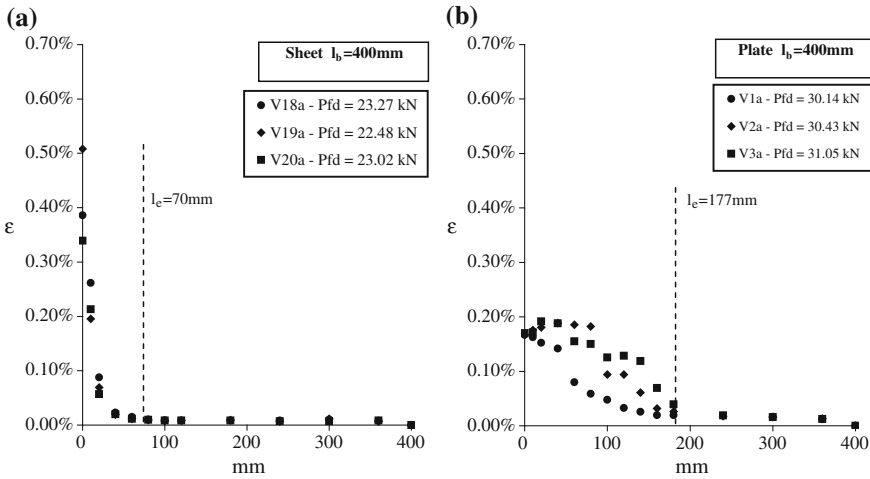 (a)
0.70%
0.60%
0.50%
0.40%
0.30%
0.20%
0.10%
0.00%
ε
0 100 200 300 400
mm
Sheet l_b=400mm
V18a - Pfd = 23.27 kN
V19a - Pfd = 22.48 kN
V20a - Pfd = 23.02 kN
l_e=70mm
(b)
0.70%
0.60%
0.50%
0.40%
0.30%
0.20%
0.10%
0.00%
ε
0 100 200 300 400
mm
Plate l_b=400mm
V1a - Pfd = 30.14 kN
V2a - Pfd = 30.43 kN
V3a - Pfd = 31.05 kN
l_e=177mm